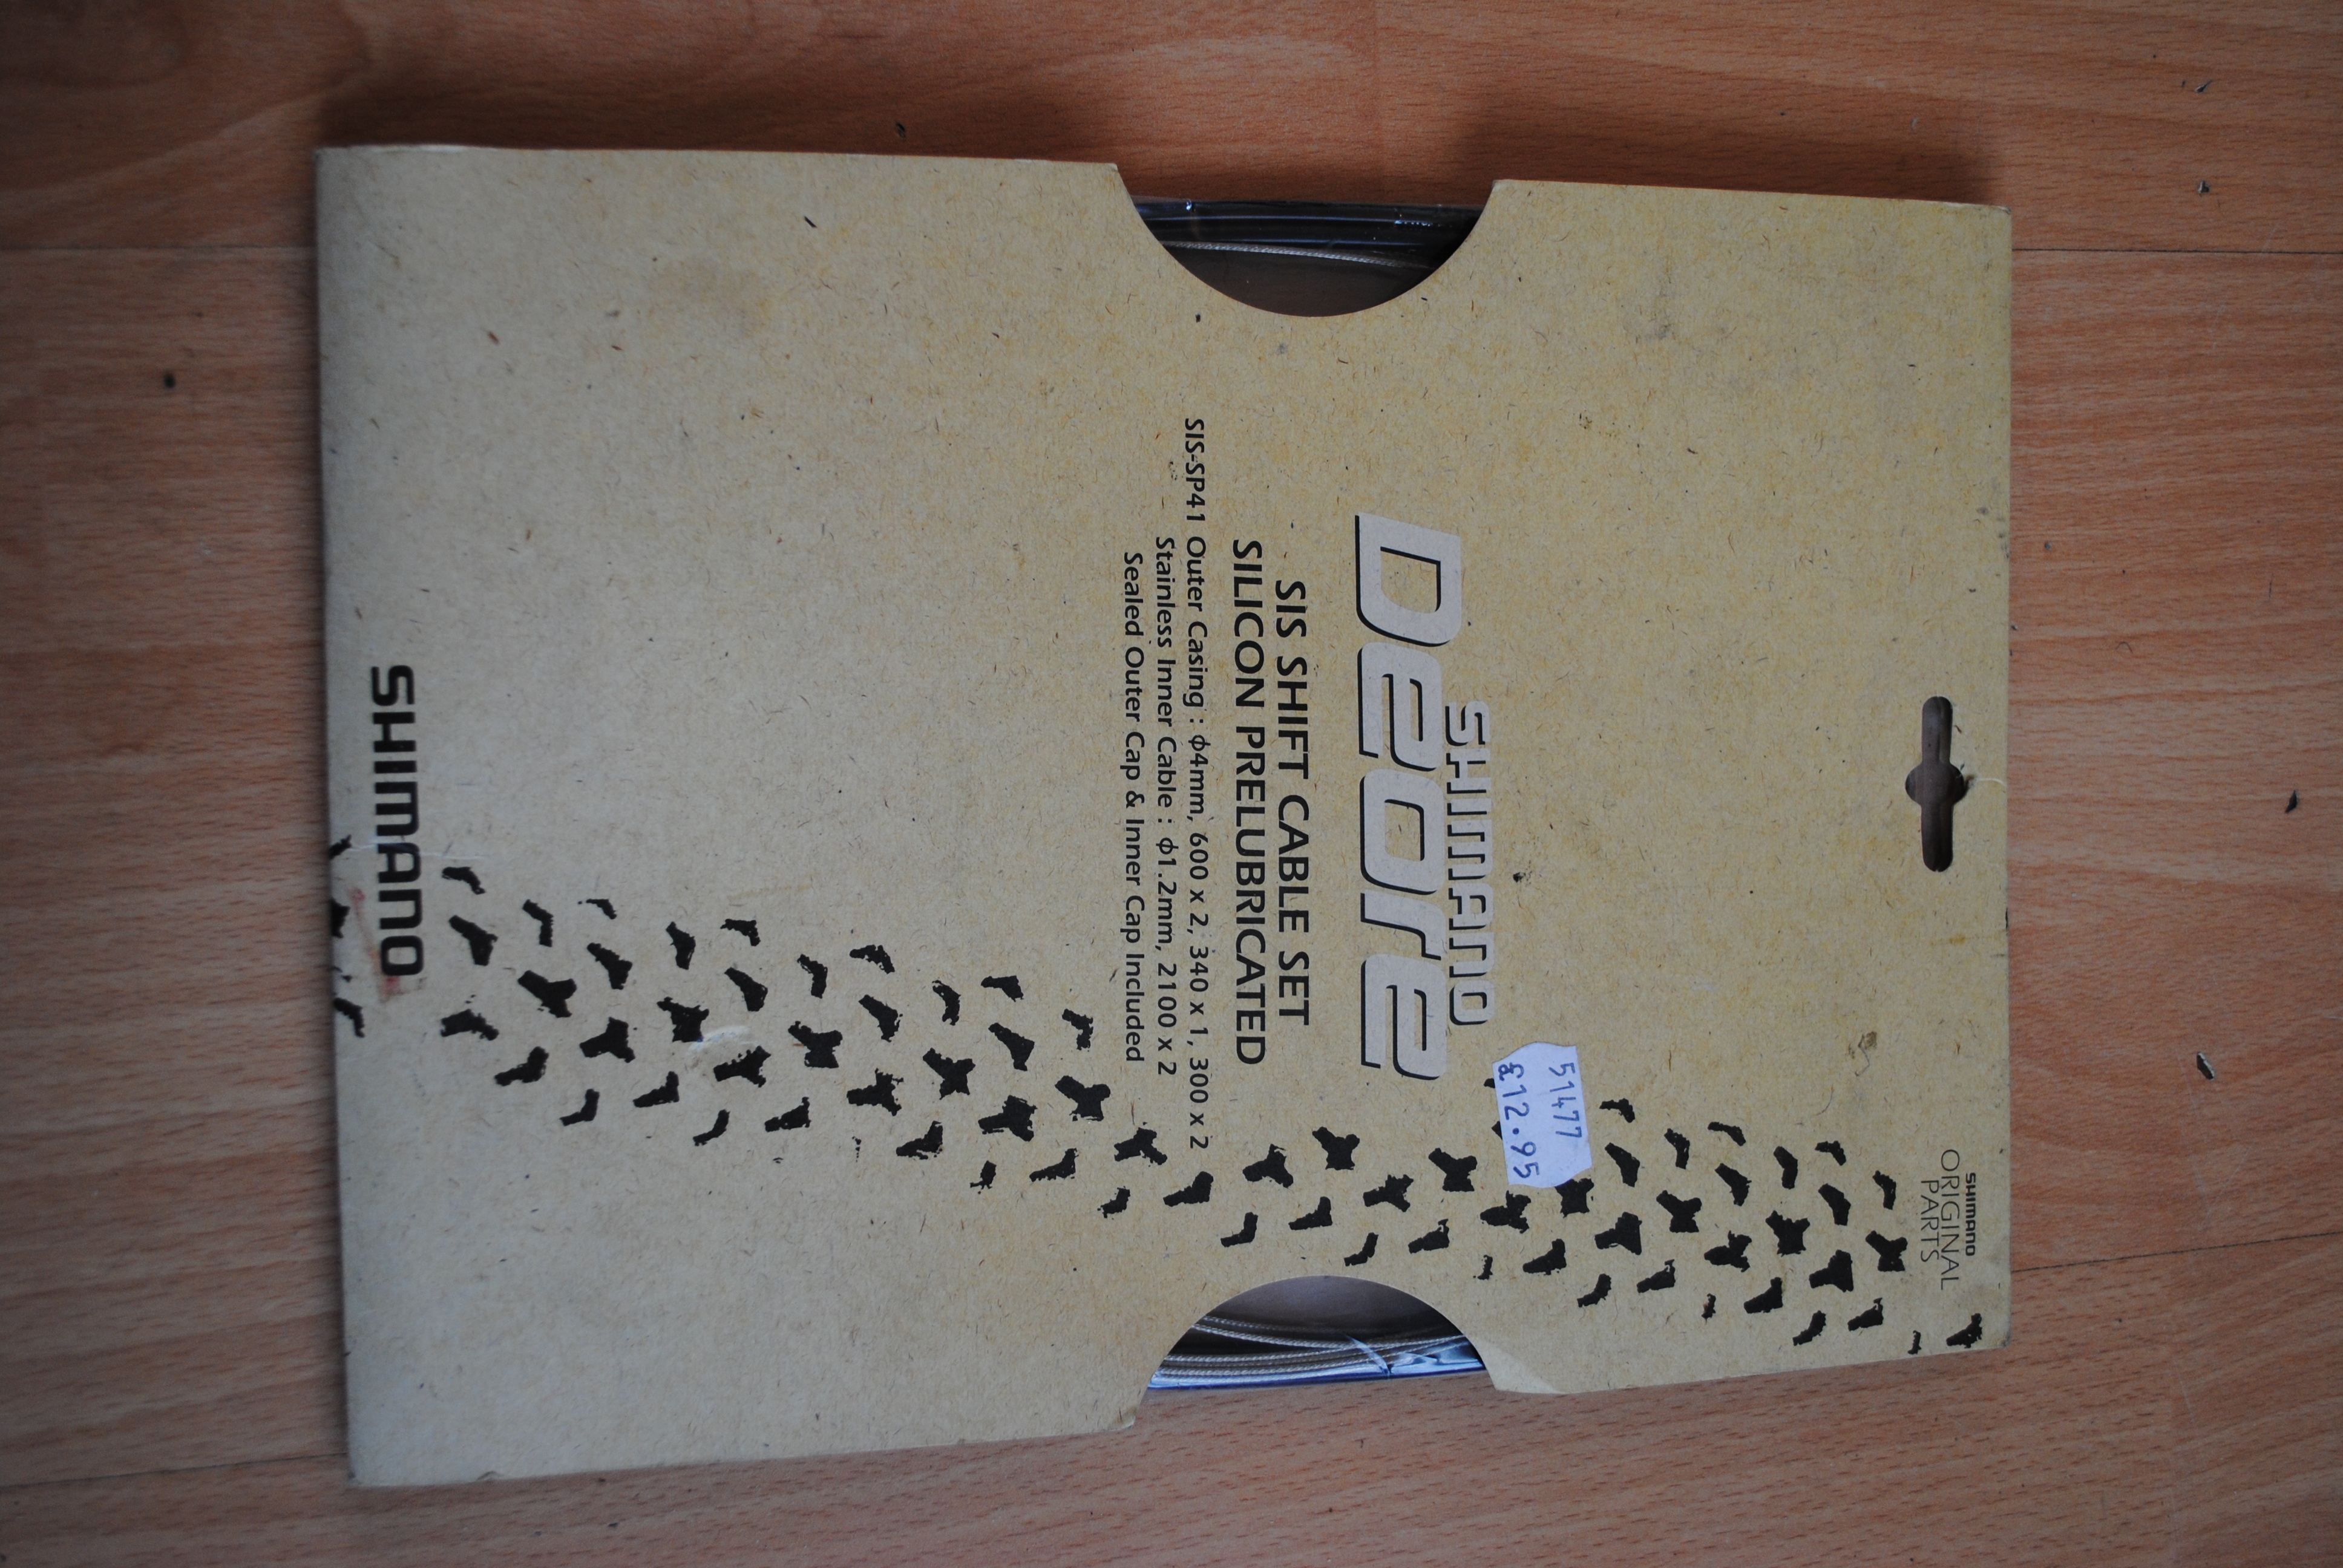 SHIMANO
ORIGINAL
PARTS
51477
£12.95
SHIMANO
Deore
SIS SHIFT CABLE SET
SILICON PRELUBRICATED
SIS-SP41 Outer Casing : ϕ4mm, 600 x 2, 340 x 1, 300 x 2
Stainless Inner Cable : ϕ1.2mm, 2100 x 2
Sealed Outer Cap & Inner Cap Included
SHIMANO